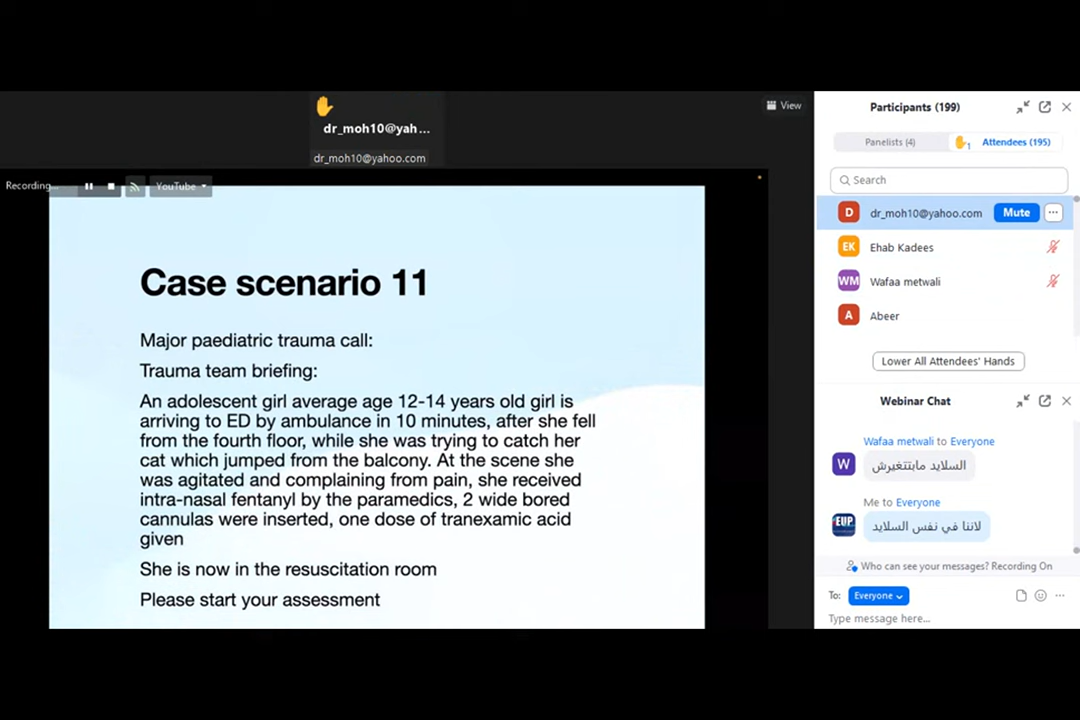 dr_moh10@yah...
View
dr_moh10@yahoo.com
Recording...
YouTube
Case scenario 11
Major paediatric trauma call:
Trauma team briefing:
An adolescent girl average age 12-14 years old girl is
arriving to ED by ambulance in 10 minutes, after she fell
from the fourth floor, while she was trying to catch her
cat which jumped from the balcony. At the scene she
was agitated and complaining from pain, she received
intra-nasal fentanyl by the paramedics, 2 wide bored
cannulas were inserted, one dose of tranexamic acid
given
She is now in the resuscitation room
Please start your assessment
Participants (199)
Panelists (4)
1
Attendees (195)
Search
D
dr_moh10@yahoo.com
Mute
EK
Ehab Kadees
WM
Wafaa metwali
A
Abeer
Lower All Attendees' Hands
Webinar Chat
Wafaa metwali to Everyone
W
السلايد مابتتغيرش
Me to Everyone
EUP
لاننا في نفس السلايد
Who can see your messages? Recording On
To:
Everyone
Type message here...